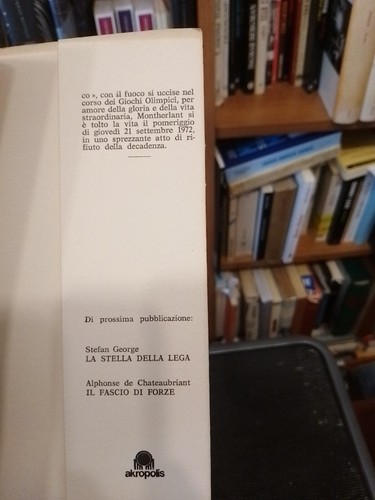 co », con il fuoco si uccise nel
corso dei Giochi Olimpici, per
amore della gloria e della vita
straordinaria, Montherlant si
è tolto la vita il pomeriggio
di giovedì 21 settembre 1972,
in uno sprezzante atto di ri-
fiuto della decadenza.
Di prossima pubblicazione:
Stefan George
LA STELLA DELLA LEGA
Alphonse de Chateaubriant
IL FASCIO DI FORZE
akropolis